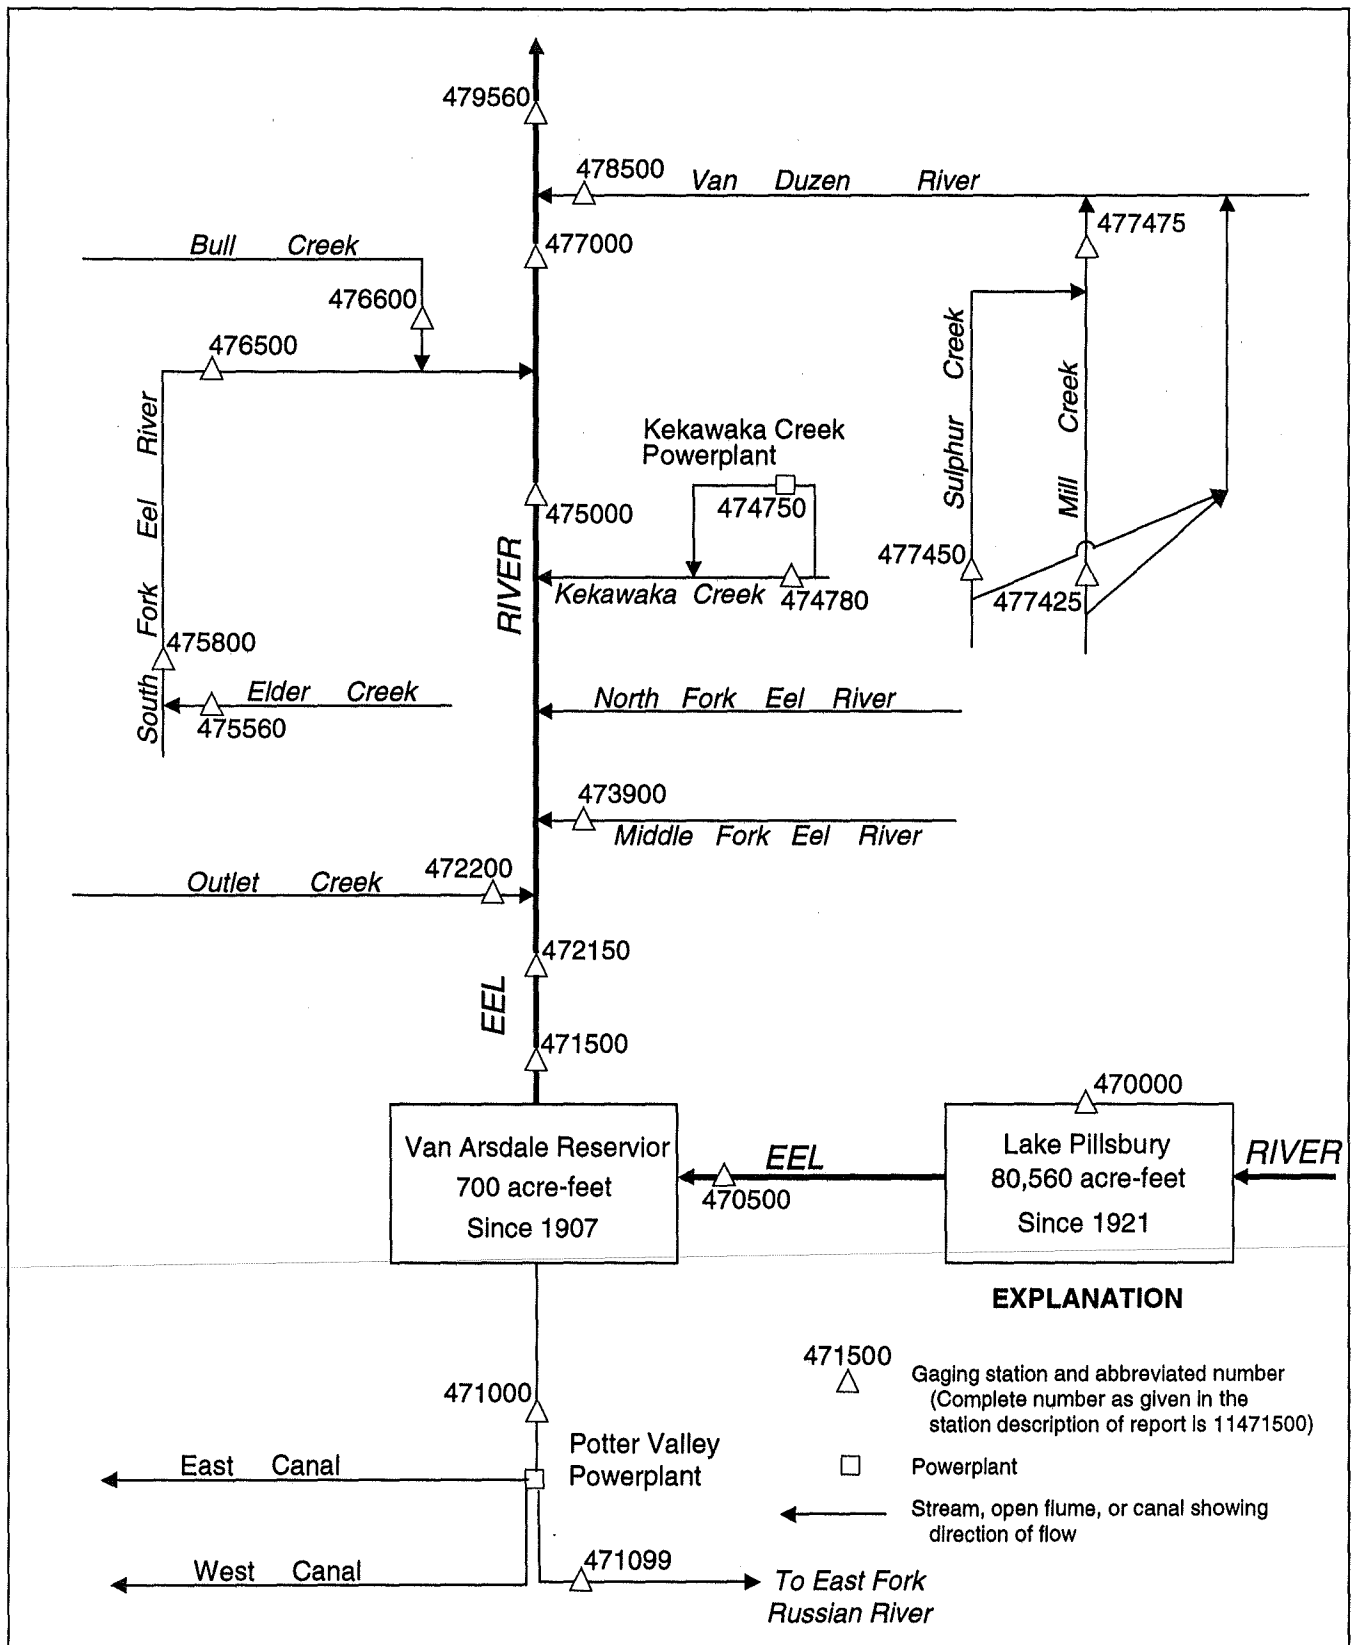 479560
478500
Van Duzen River
477475
Bull Creek
477000
476600
476500
Sulphur Creek
Mill Creek
South Fork Eel River
Kekawaka Creek
Powerplant
474750
475000
RIVER
477450
Kekawaka Creek
474780
477425
475800
Elder Creek
475560
North Fork Eel River
473900
Middle Fork Eel River
472200
Outlet Creek
472150
EEL
471500
470000
Van Arsdale Reservior
700 acre-feet
Since 1907
EEL
470500
Lake Pillsbury
80,560 acre-feet
Since 1921
RIVER
EXPLANATION
471500
Gaging station and abbreviated number
(Complete number as given in the
station description of report is 11471500)
Powerplant
Stream, open flume, or canal showing
direction of flow
471000
Potter Valley
Powerplant
East Canal
West Canal
471099
To East Fork
Russian River